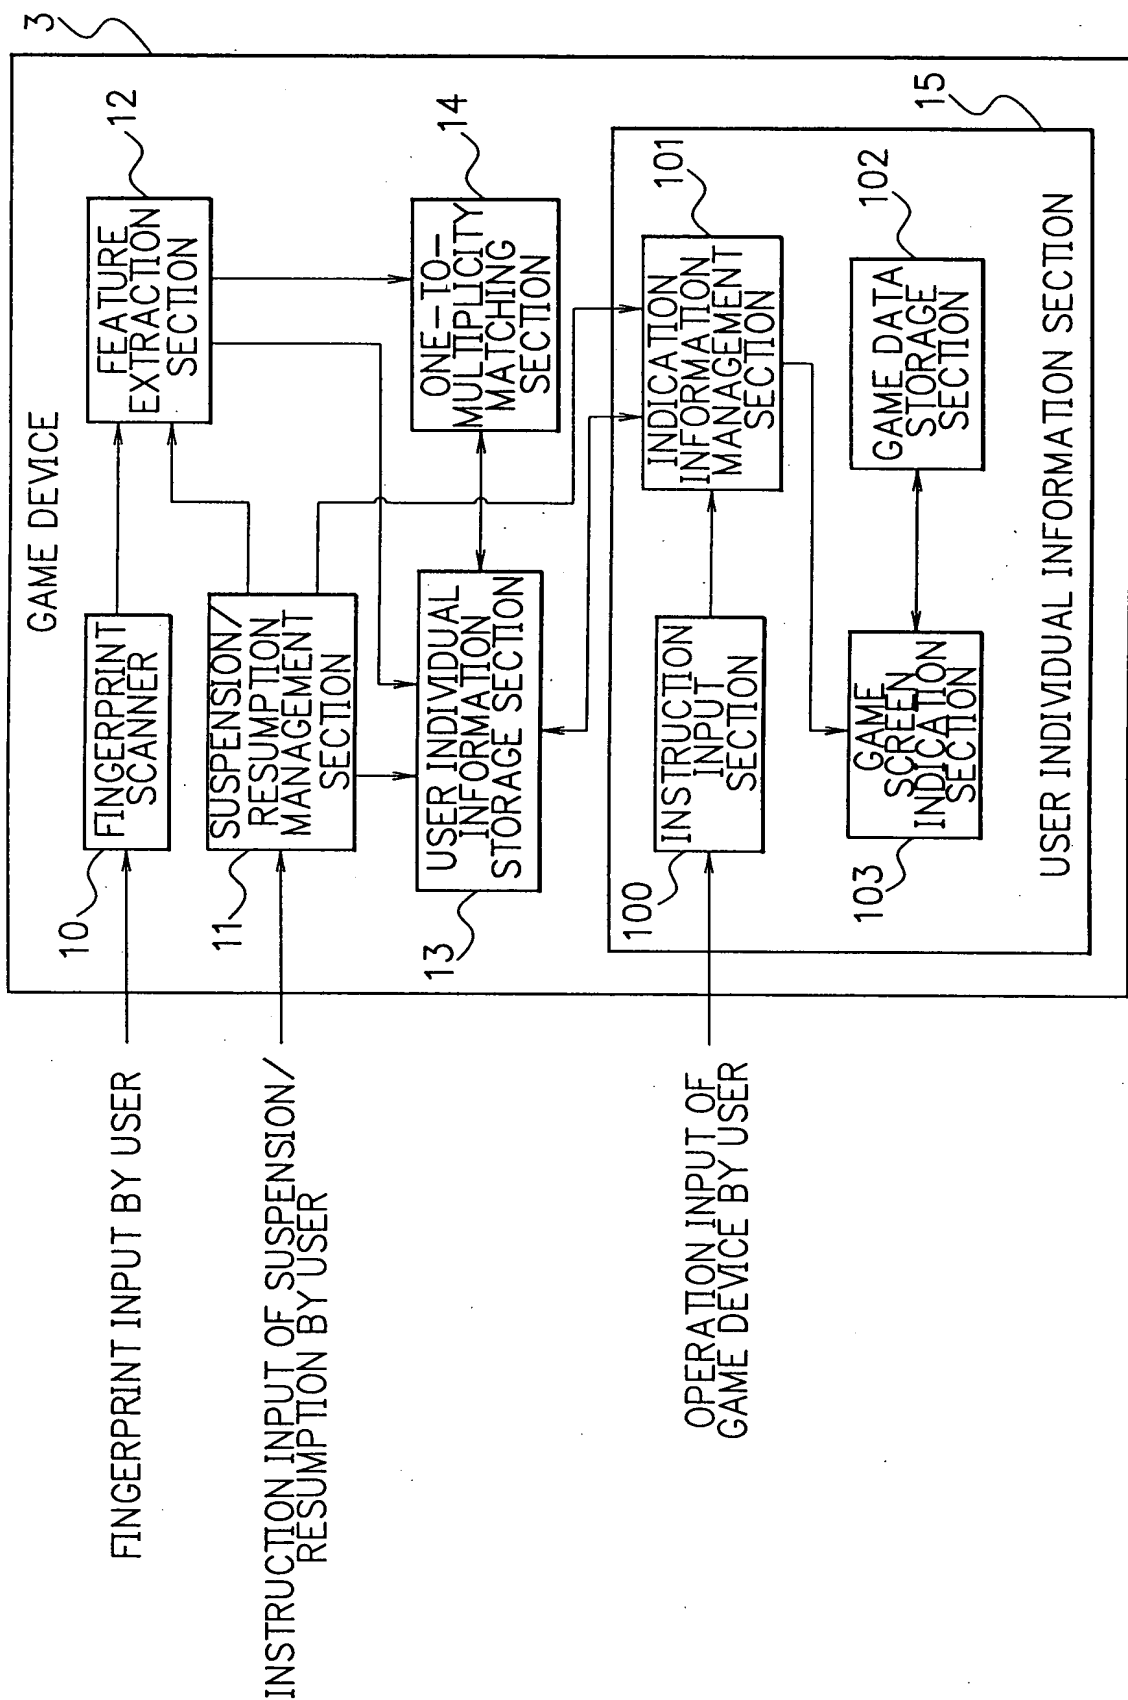 GAME DEVICE
3
FINGERPRINT INPUT BY USER
10
FINGERPRINT
SCANNER
FEATURE
EXTRACTION
SECTION
12
INSTRUCTION INPUT OF SUSPENSION/
RESUMPTION BY USER
11
SUSPENSION/
RESUMPTION
MANAGEMENT
SECTION
13
USER INDIVIDUAL
INFORMATION
STORAGE SECTION
ONE-TO-
MULTIPLICITY
MATCHING
SECTION
14
OPERATION INPUT OF
GAME DEVICE BY USER
100
INSTRUCTION
INPUT
SECTION
INDICATION
INFORMATION
MANAGEMENT
SECTION
101
15
103
GAME
SCREEN
INDICATION
SECTION
GAME DATA
STORAGE
SECTION
102
USER INDIVIDUAL INFORMATION SECTION